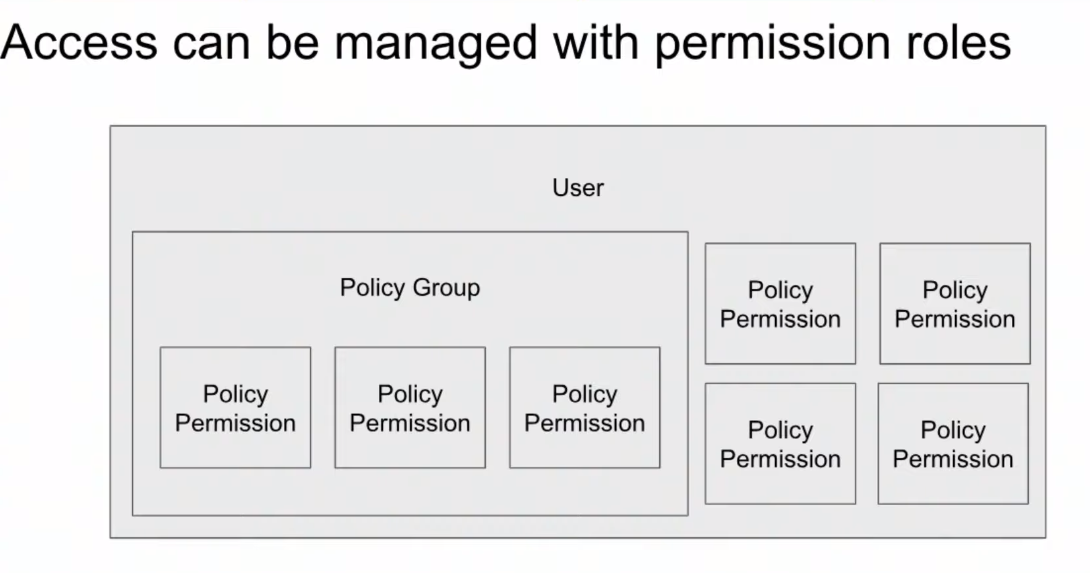 Access can be managed with permission roles
User
Policy Group
Policy
Permission
Policy
Permission
Policy
Permission
Policy
Permission
Policy
Permission
Policy
Permission
Policy
Permission